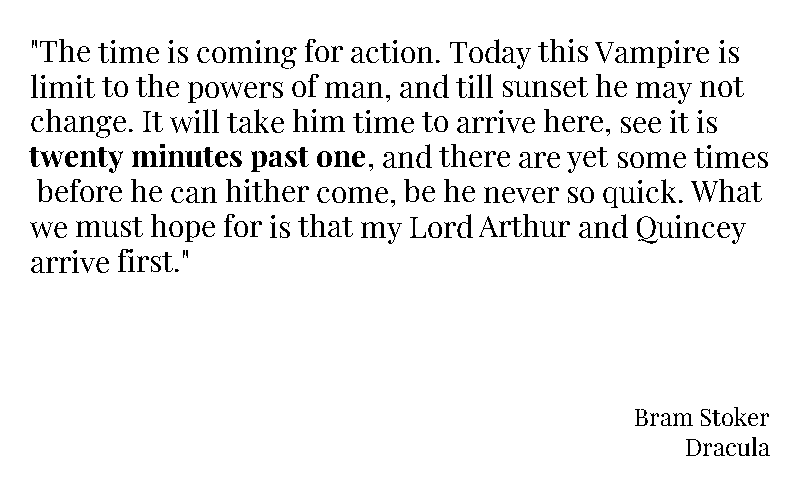 "The time is coming for action. Today this Vampire is
limit to the powers of man, and till sunset he may not
change. It will take him time to arrive here, see it is
twenty minutes past one, and there are yet some times
before he can hither come, be he never so quick. What
we must hope for is that my Lord Arthur and Quincey
arrive first."
Bram Stoker
Dracula